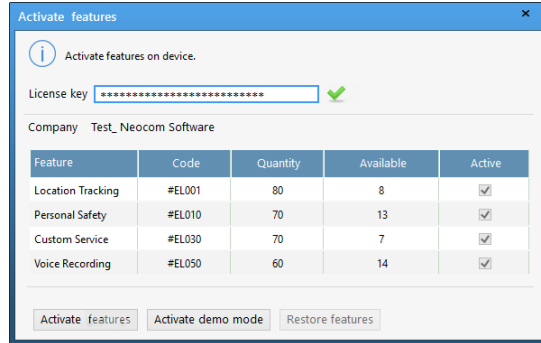 Activate features ×
i Activate features on device.
License key **************************
Company Test_ Neocom Software
Feature Code Quantity Available Active
Location Tracking #EL001 80 8
Personal Safety #EL010 70 13
Custom Service #EL030 70 7
Voice Recording #EL050 60 14
Activate features Activate demo mode Restore features